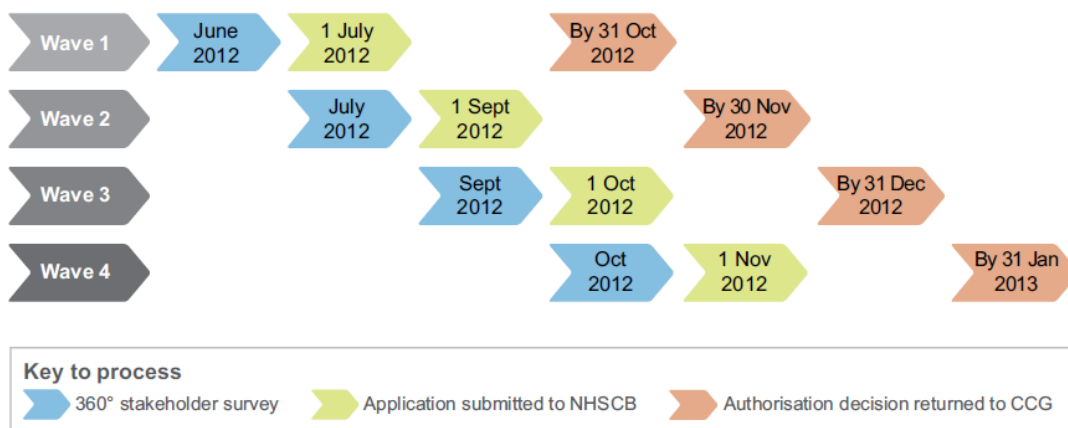 Wave 1
June
2012
1 July
2012
By 31 Oct
2012
Wave 2
July
2012
1 Sept
2012
By 30 Nov
2012
Wave 3
Sept
2012
1 Oct
2012
By 31 Dec
2012
Wave 4
Oct
2012
1 Nov
2012
By 31 Jan
2013
Key to process
360° stakeholder survey
Application submitted to NHSCB
Authorisation decision returned to CCG